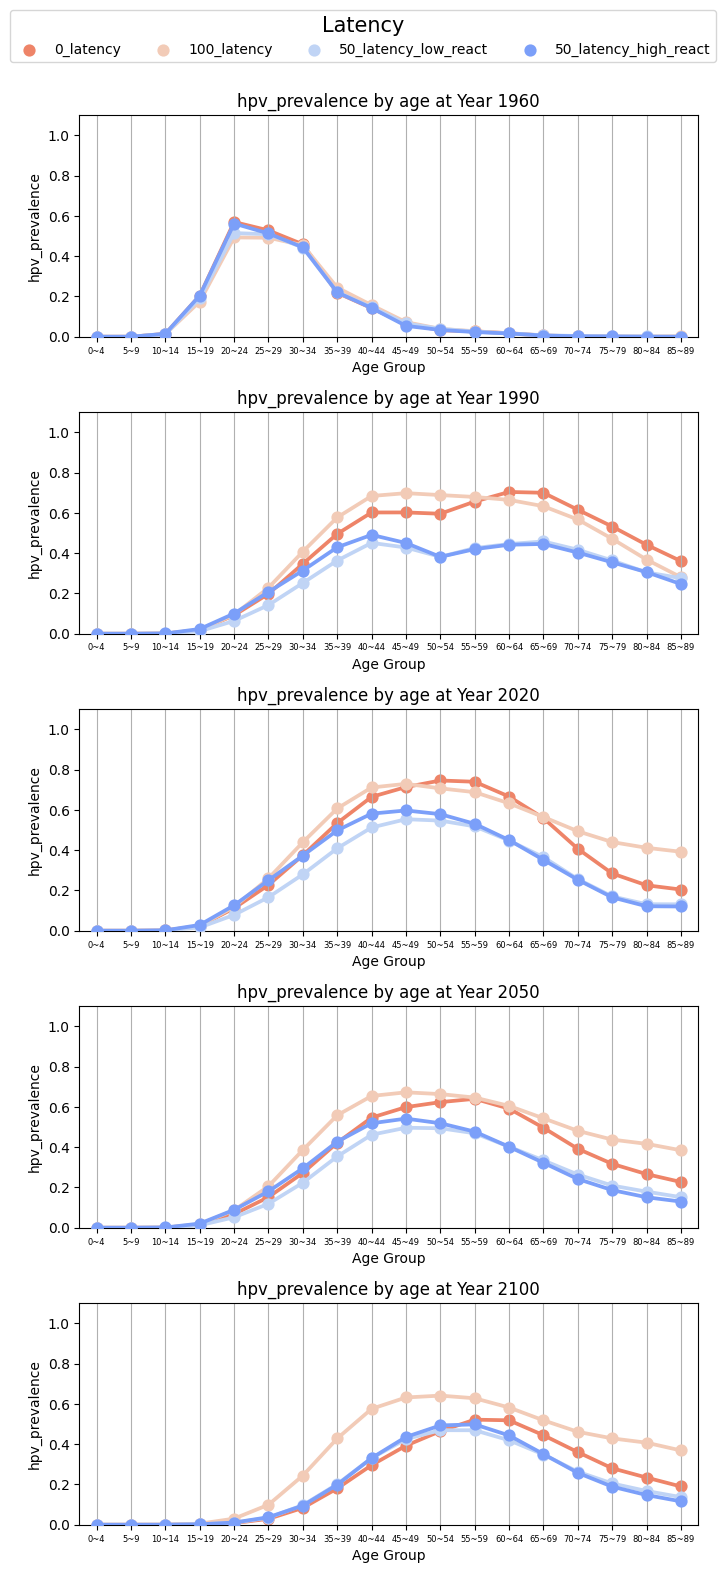 Latency
0_latency 100_latency 50_latency_low_react 50_latency_high_react
hpv_prevalence by age at Year 1960
hpv_prevalence
1.0
0.8
0.6
0.4
0.2
0.0
0~4 5~9 10~14 15~19 20~24 25~29 30~34 35~39 40~44 45~49 50~54 55~59 60~64 65~69 70~74 75~79 80~84 85~89
Age Group
hpv_prevalence by age at Year 1990
hpv_prevalence
1.0
0.8
0.6
0.4
0.2
0.0
0~4 5~9 10~14 15~19 20~24 25~29 30~34 35~39 40~44 45~49 50~54 55~59 60~64 65~69 70~74 75~79 80~84 85~89
Age Group
hpv_prevalence by age at Year 2020
hpv_prevalence
1.0
0.8
0.6
0.4
0.2
0.0
0~4 5~9 10~14 15~19 20~24 25~29 30~34 35~39 40~44 45~49 50~54 55~59 60~64 65~69 70~74 75~79 80~84 85~89
Age Group
hpv_prevalence by age at Year 2050
hpv_prevalence
1.0
0.8
0.6
0.4
0.2
0.0
0~4 5~9 10~14 15~19 20~24 25~29 30~34 35~39 40~44 45~49 50~54 55~59 60~64 65~69 70~74 75~79 80~84 85~89
Age Group
hpv_prevalence by age at Year 2100
hpv_prevalence
1.0
0.8
0.6
0.4
0.2
0.0
0~4 5~9 10~14 15~19 20~24 25~29 30~34 35~39 40~44 45~49 50~54 55~59 60~64 65~69 70~74 75~79 80~84 85~89
Age Group